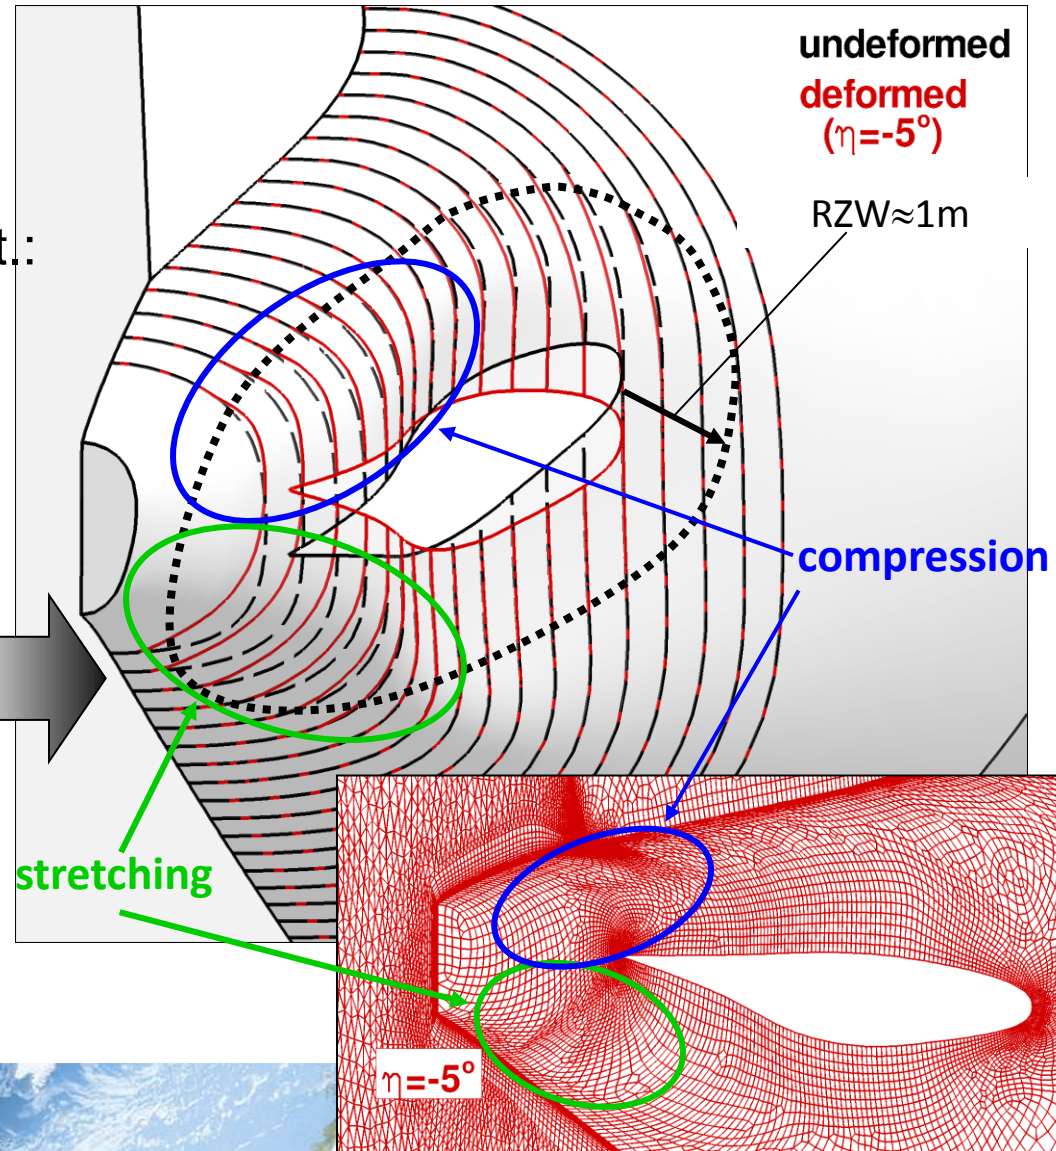 undeformed
deformed
(η=-5°)
RZW≈1m
t.:
compression
stretching
η=-5°